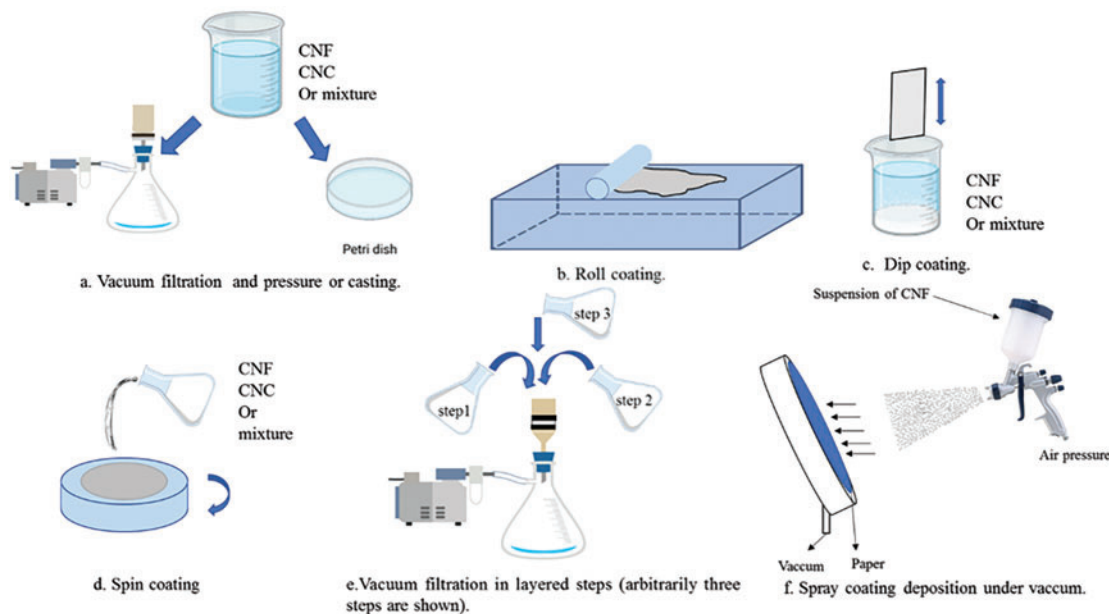 CNF
CNC
Or mixture
Petri dish
a. Vacuum filtration and pressure or casting.
b. Roll coating.
CNF
CNC
Or mixture
c. Dip coating.
CNF
CNC
Or
mixture
d. Spin coating
step 3
step1
step 2
e.Vacuum filtration in layered steps (arbitrarily three
steps are shown).
Suspension of CNF
Air pressure
Vaccum
Paper
f. Spray coating deposition under vaccum.